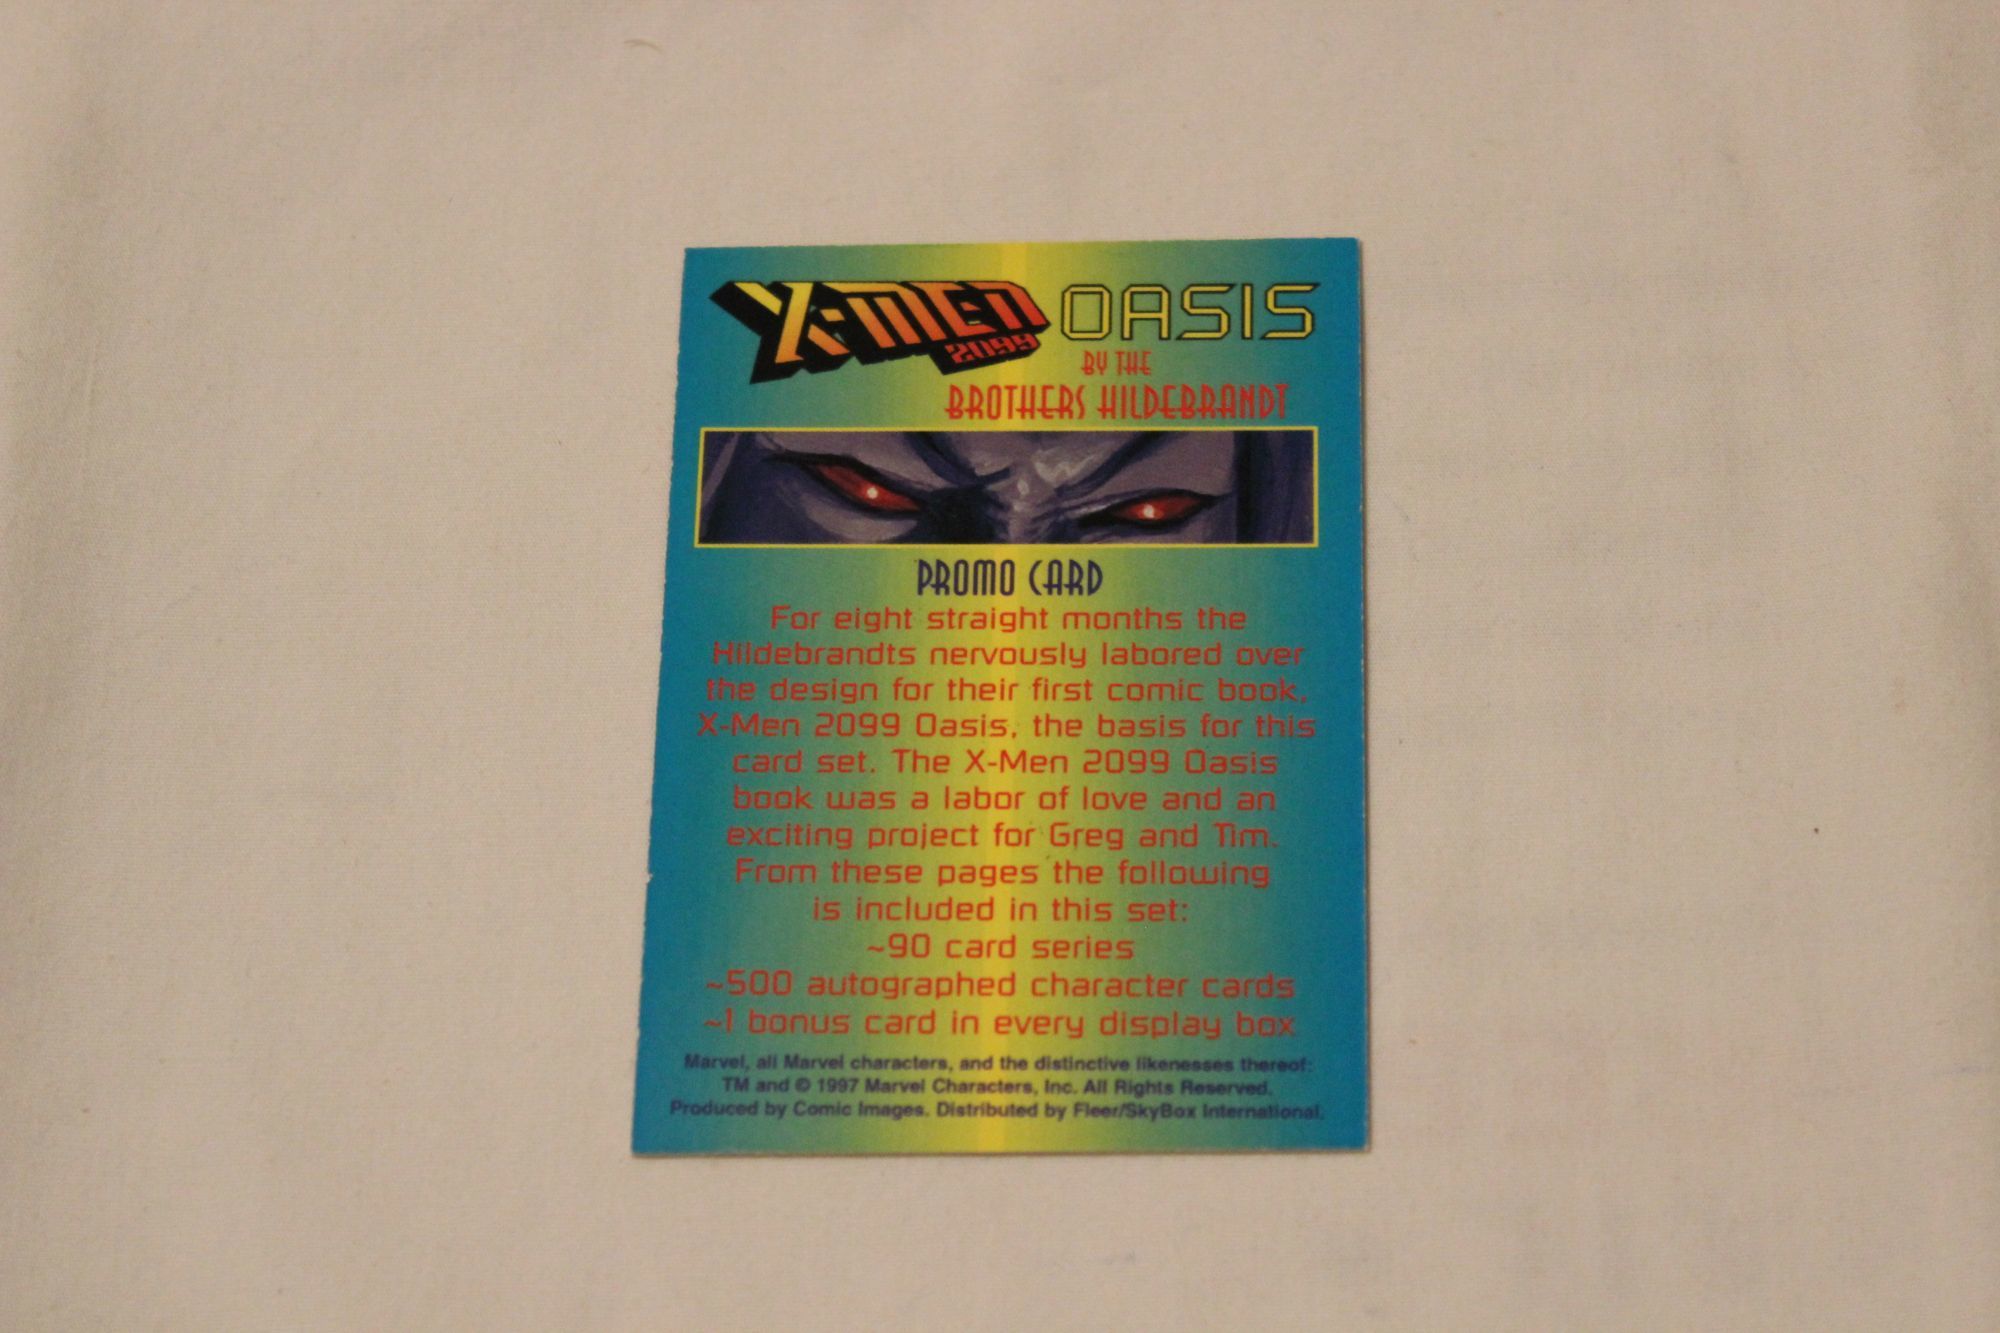 X-MEN OASIS
2099
BY THE
BROTHERS HILDEBRANDT
PROMO CARD
For eight straight months the
Hildebrandts nervously labored over
the design for their first comic book,
X-Men 2099 Oasis, the basis for this
card set. The X-Men 2099 Oasis
book was a labor of love and an
exciting project for Greg and Tim.
From these pages the following
is included in this set:
~90 card series
~500 autographed character cards
~1 bonus card in every display box
Marvel, all Marvel characters, and the distinctive likenesses thereof:
TM and © 1997 Marvel Characters, Inc. All Rights Reserved.
Produced by Comic Images. Distributed by Fleer/SkyBox International.